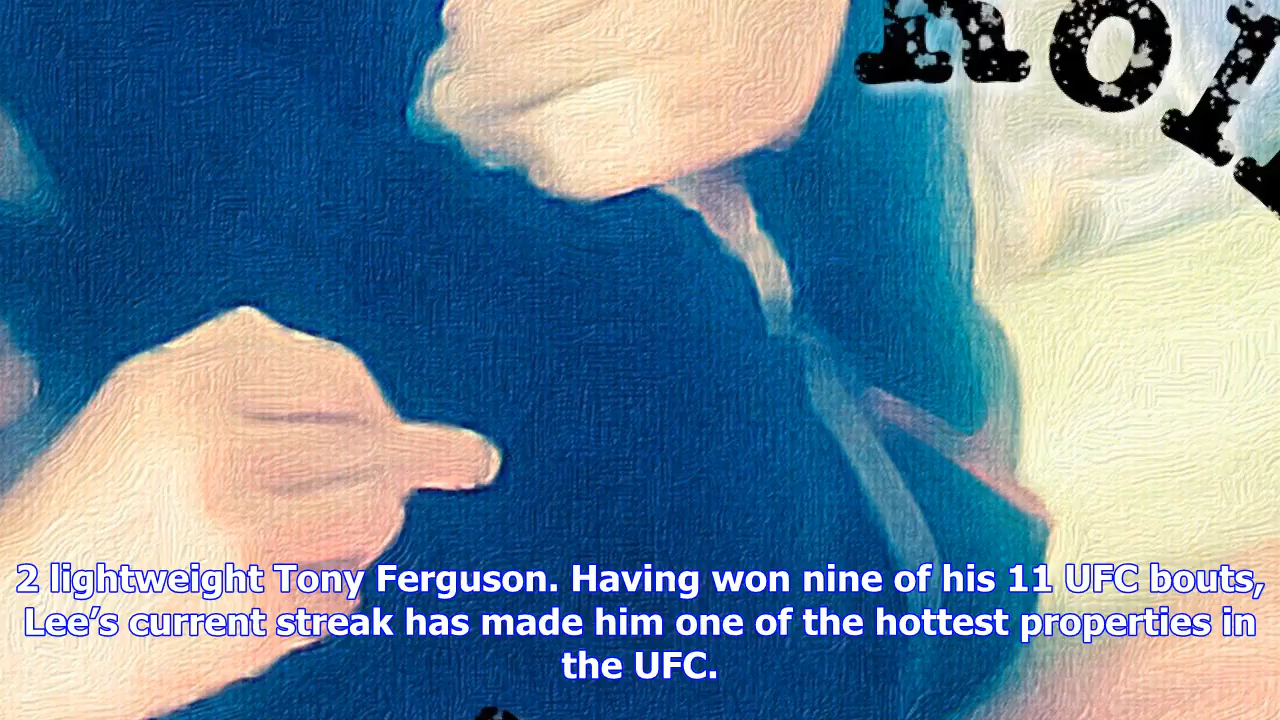 2 lightweight Tony Ferguson. Having won nine of his 11 UFC bouts,
Lee’s current streak has made him one of the hottest properties in
the UFC.